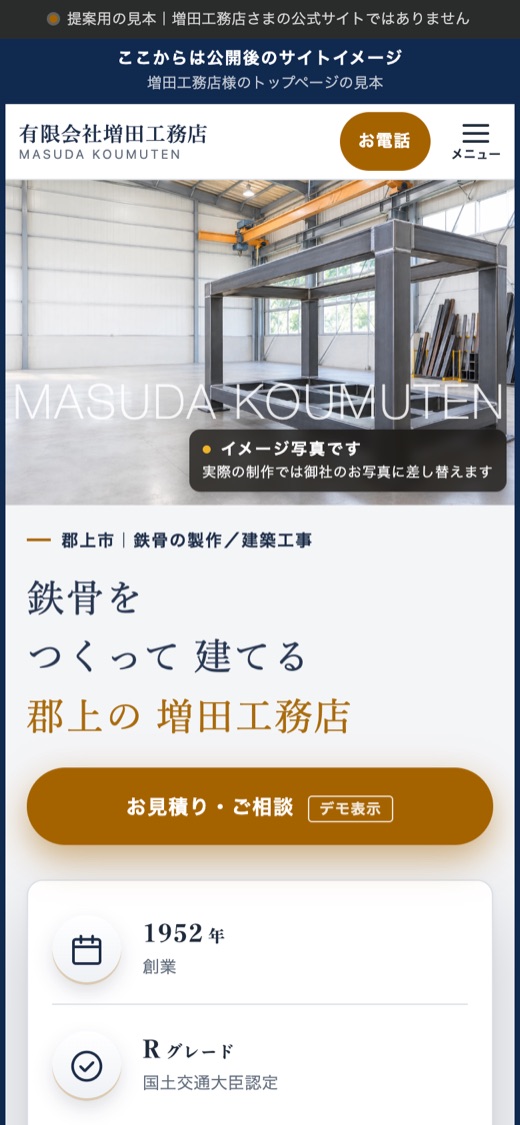 提案用の見本｜増田工務店さまの公式サイトではありません
ここからは公開後のサイトイメージ
増田工務店様のトップページの見本
有限会社増田工務店
MASUDA KOUMUTEN
お電話
メニュー
MASUDA KOUMUTEN
イメージ写真です
実際の制作では御社のお写真に差し替えます
郡上市｜鉄骨の製作／建築工事
鉄骨を
つくって 建てる
郡上の 増田工務店
お見積り・ご相談 デモ表示
1952 年
創業
R グレード
国土交通大臣認定